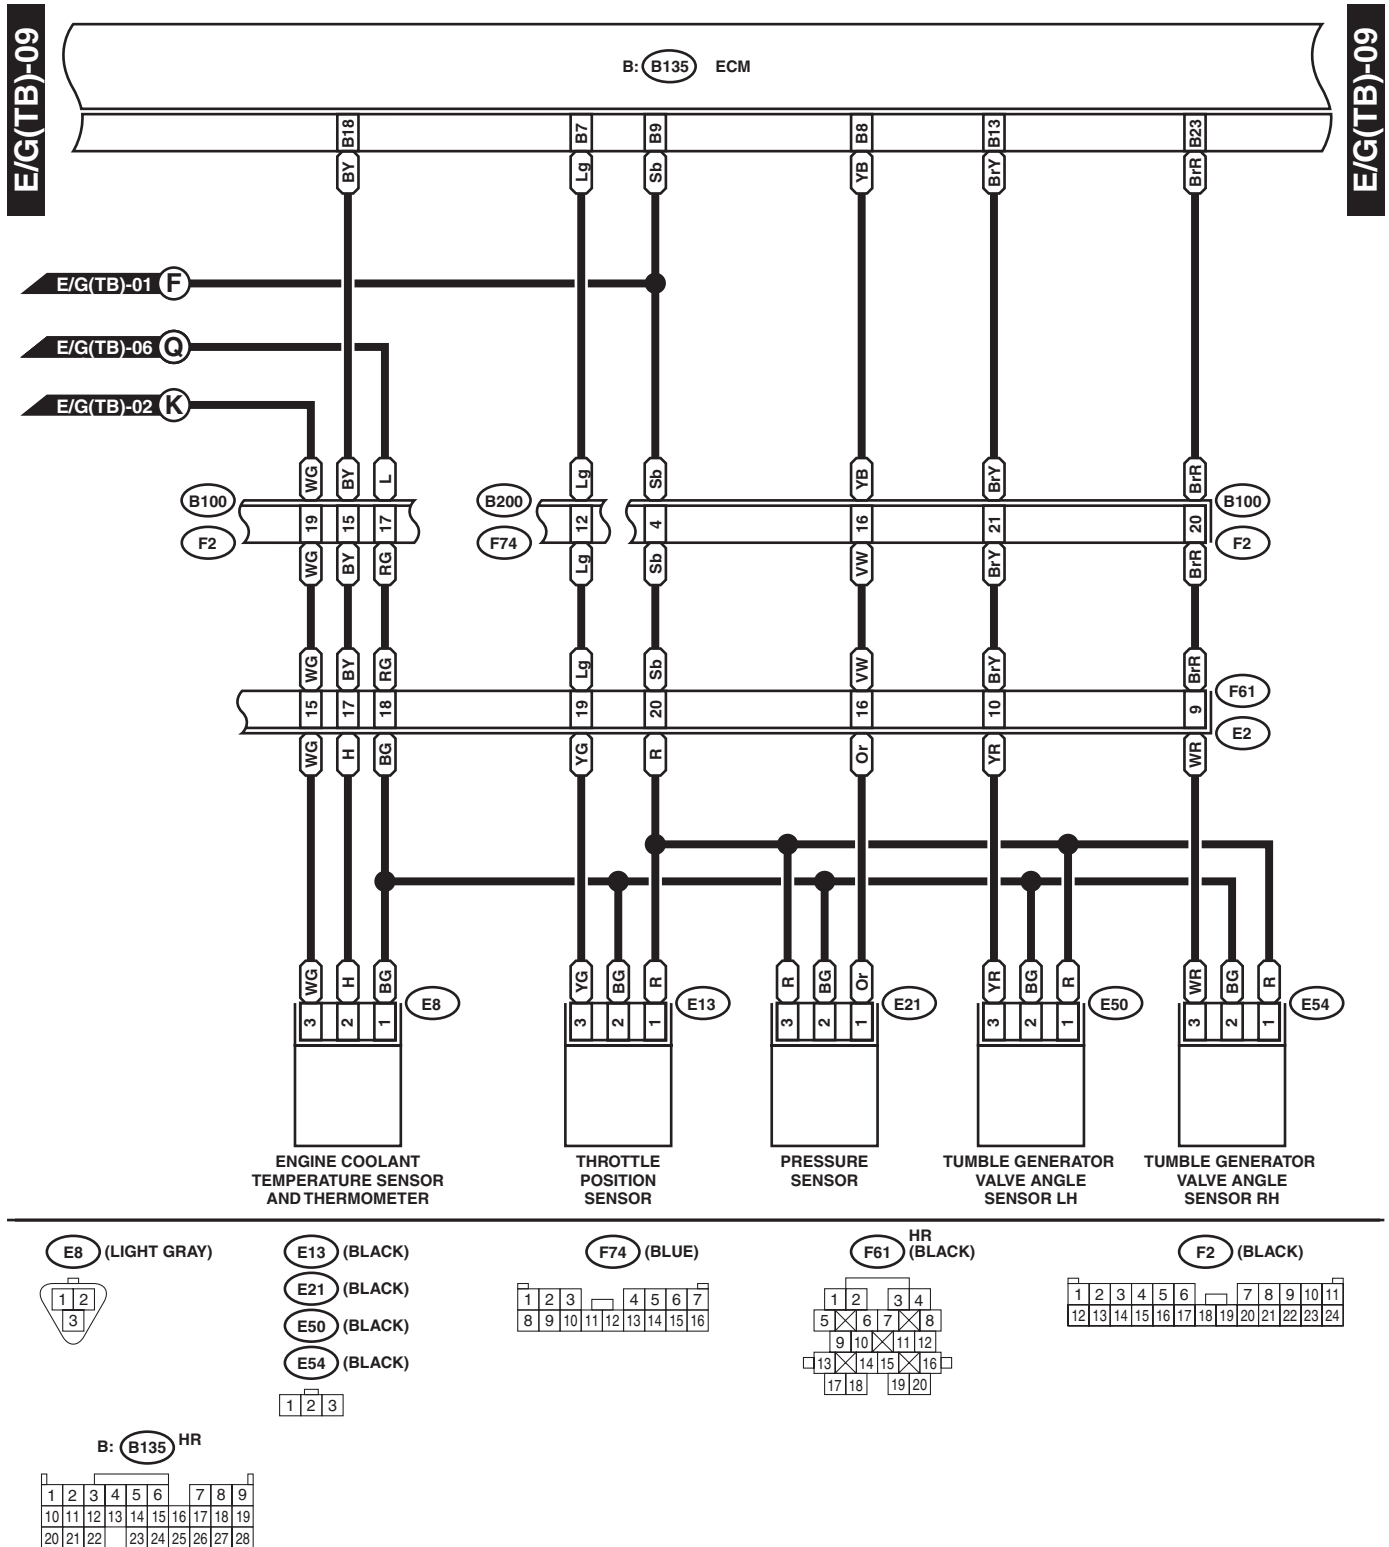 E/G(TB)-09
E/G(TB)-09
B: B135 ECM
B18 B7 B9 B8 B13 B23
BY Lg Sb YB BrY BrR
E/G(TB)-01 F
E/G(TB)-06 Q
E/G(TB)-02 K
WG BY L Lg Sb YB BrY BrR
B100 B200 B100
19 15 17 12 4 16 21 20
F2 F74 F2
WG BY RG Lg Sb VW BrY BrR
WG BY RG Lg Sb VW BrY BrR
F61
15 17 18 19 20 16 10 9
E2
WG H BG YG R Or YR WR
WG H BG YG BG R R BG Or YR BG R WR BG R
E8 E13 E21 E50 E54
3 2 1 3 2 1 3 2 1 3 2 1 3 2 1
ENGINE COOLANT
TEMPERATURE SENSOR
AND THERMOMETER
THROTTLE
POSITION
SENSOR
PRESSURE
SENSOR
TUMBLE GENERATOR
VALVE ANGLE
SENSOR LH
TUMBLE GENERATOR
VALVE ANGLE
SENSOR RH
E8 (LIGHT GRAY)
1 2
3
E13 (BLACK)
E21 (BLACK)
E50 (BLACK)
E54 (BLACK)
1 2 3
F74 (BLUE)
1 2 3 4 5 6 7
8 9 10 11 12 13 14 15 16
HR
F61 (BLACK)
1 2 3 4
5 6 7 8
9 10 11 12
13 14 15 16
17 18 19 20
F2 (BLACK)
1 2 3 4 5 6 7 8 9 10 11
12 13 14 15 16 17 18 19 20 21 22 23 24
B: B135 HR
1 2 3 4 5 6 7 8 9
10 11 12 13 14 15 16 17 18 19
20 21 22 23 24 25 26 27 28